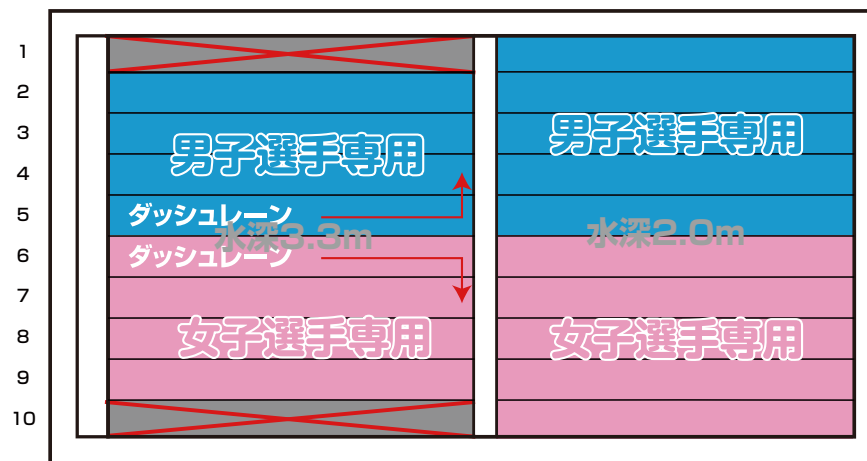 1
2
3
4
5
6
7
8
9
10
男子選手専用
ダッシュレーン
水深3.3m
ダッシュレーン
女子選手専用
男子選手専用
水深2.0m
女子選手専用